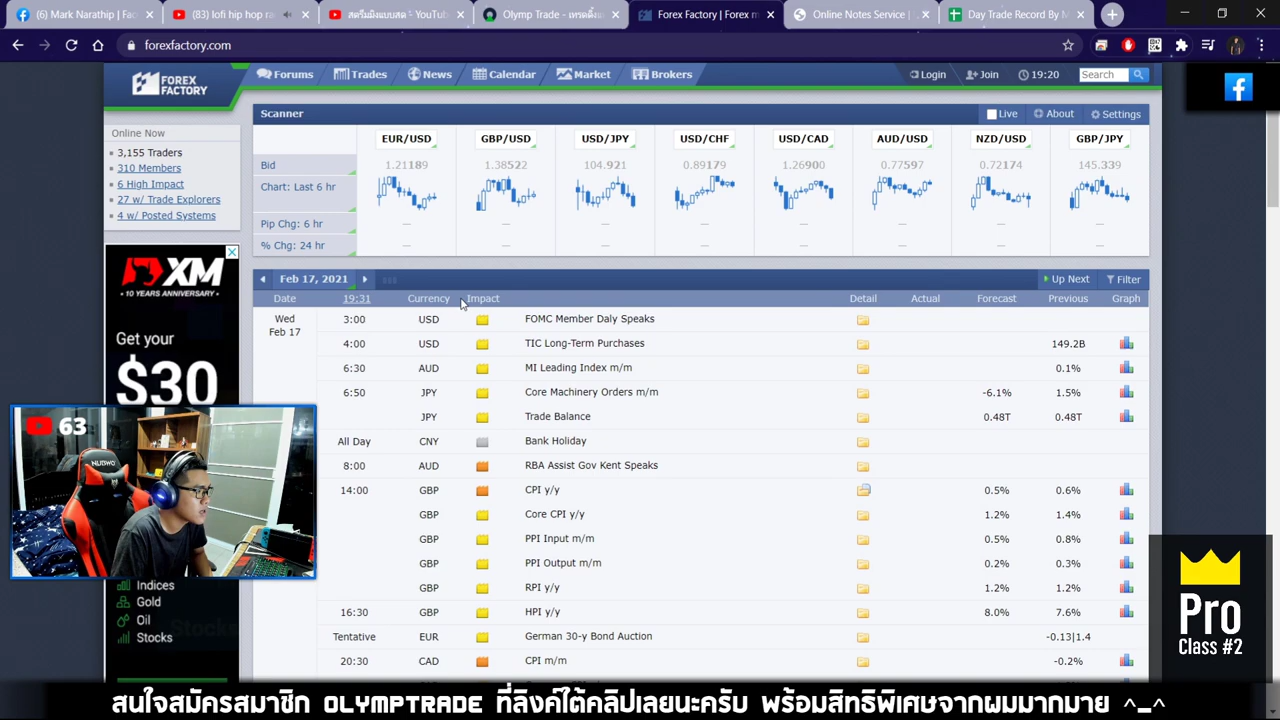 (6) Mark Narathip | Fac
(83) lofi hip hop ra
สตรีมมิงแบบสด - YouTu
Olymp Trade - เทรดดิ้ง
Forex Factory | Forex m
Online Notes Service |
Day Trade Record By M
forexfactory.com
FOREX FACTORY
Forums
Trades
News
Calendar
Market
Brokers
Login
Join
19:20
Search
Online Now
3,155 Traders
310 Members
6 High Impact
27 w/ Trade Explorers
4 w/ Posted Systems
Scanner
Live
About
Settings
EUR/USD GBP/USD USD/JPY USD/CHF USD/CAD AUD/USD NZD/USD GBP/JPY
Bid 1.21189 1.38522 104.921 0.89179 1.26900 0.77597 0.72174 145.339
Chart: Last 6 hr
Pip Chg: 6 hr — — — — — — — —
% Chg: 24 hr — — — — — — — —
XM
10 YEARS ANNIVERSARY
Get your
$30
Indices
Gold
Oil
Stocks
Feb 17, 2021
Up Next
Filter
Date 19:31 Currency Impact Detail Actual Forecast Previous Graph
Wed
Feb 17
3:00 USD FOMC Member Daly Speaks
4:00 USD TIC Long-Term Purchases 149.2B
6:30 AUD MI Leading Index m/m 0.1%
6:50 JPY Core Machinery Orders m/m -6.1% 1.5%
JPY Trade Balance 0.48T 0.48T
All Day CNY Bank Holiday
8:00 AUD RBA Assist Gov Kent Speaks
14:00 GBP CPI y/y 0.5% 0.6%
GBP Core CPI y/y 1.2% 1.4%
GBP PPI Input m/m 0.5% 0.8%
GBP PPI Output m/m 0.2% 0.3%
GBP RPI y/y 1.2% 1.2%
16:30 GBP HPI y/y 8.0% 7.6%
Tentative EUR German 30-y Bond Auction -0.13|1.4
20:30 CAD CPI m/m -0.2%
63
Pro
Class #2
สนใจสมัครสมาชิก OLYMPTRADE ที่ลิงค์ใต้คลิปเลยนะครับ พร้อมสิทธิพิเศษจากผมมากมาย ^_^